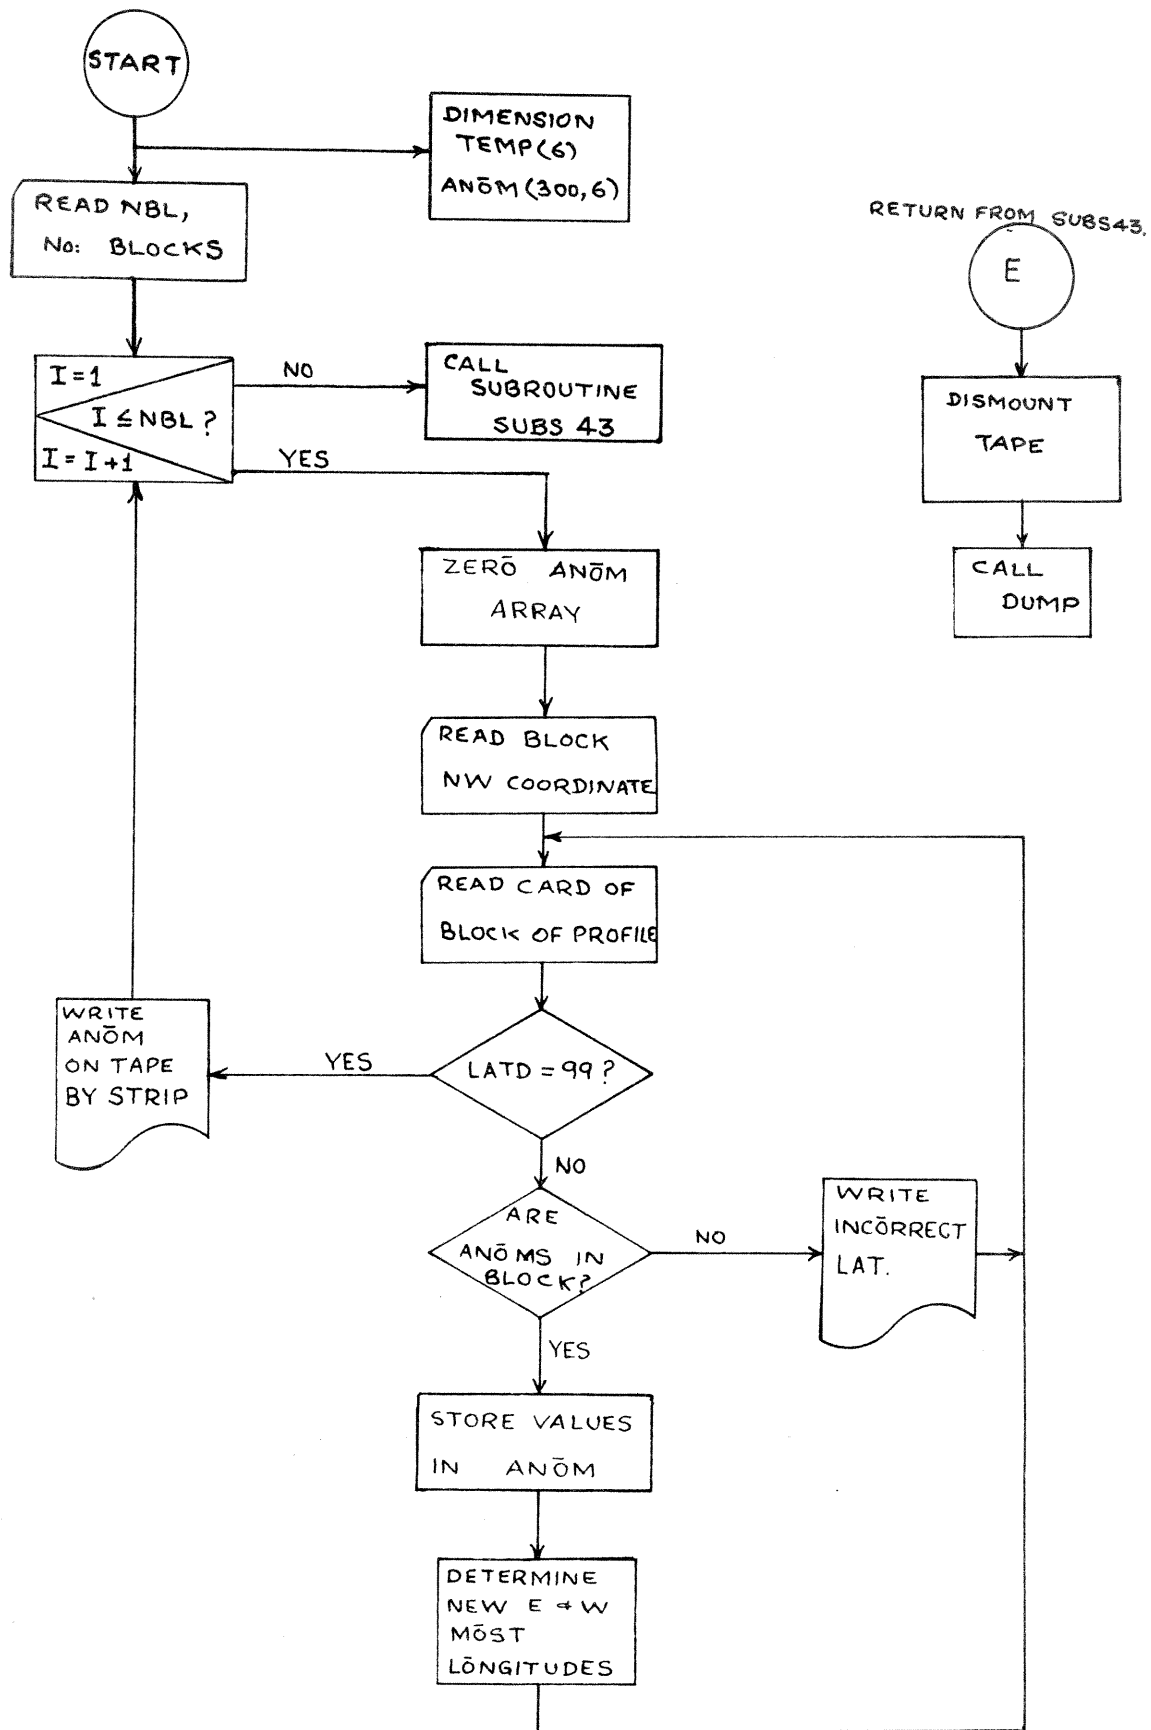 START
DIMENSION
TEMP(6)
ANŌM(300,6)
READ NBL,
No: BLOCKS
RETURN FROM SUBS43.
E
I=1
I≤NBL?
I=I+1
NO
CALL
SUBROUTINE
SUBS 43
YES
DISMOUNT
TAPE
CALL
DUMP
ZERŌ ANŌM
ARRAY
READ BLOCK
NW COORDINATE
READ CARD OF
BLOCK OF PROFILE
LATD=99?
YES
WRITE
ANŌM
ON TAPE
BY STRIP
NO
ARE
ANŌMS IN
BLOCK?
NO
WRITE
INCŌRRECT
LAT.
YES
STORE VALUES
IN ANŌM
DETERMINE
NEW E & W
MŌST
LŌNGITUDES